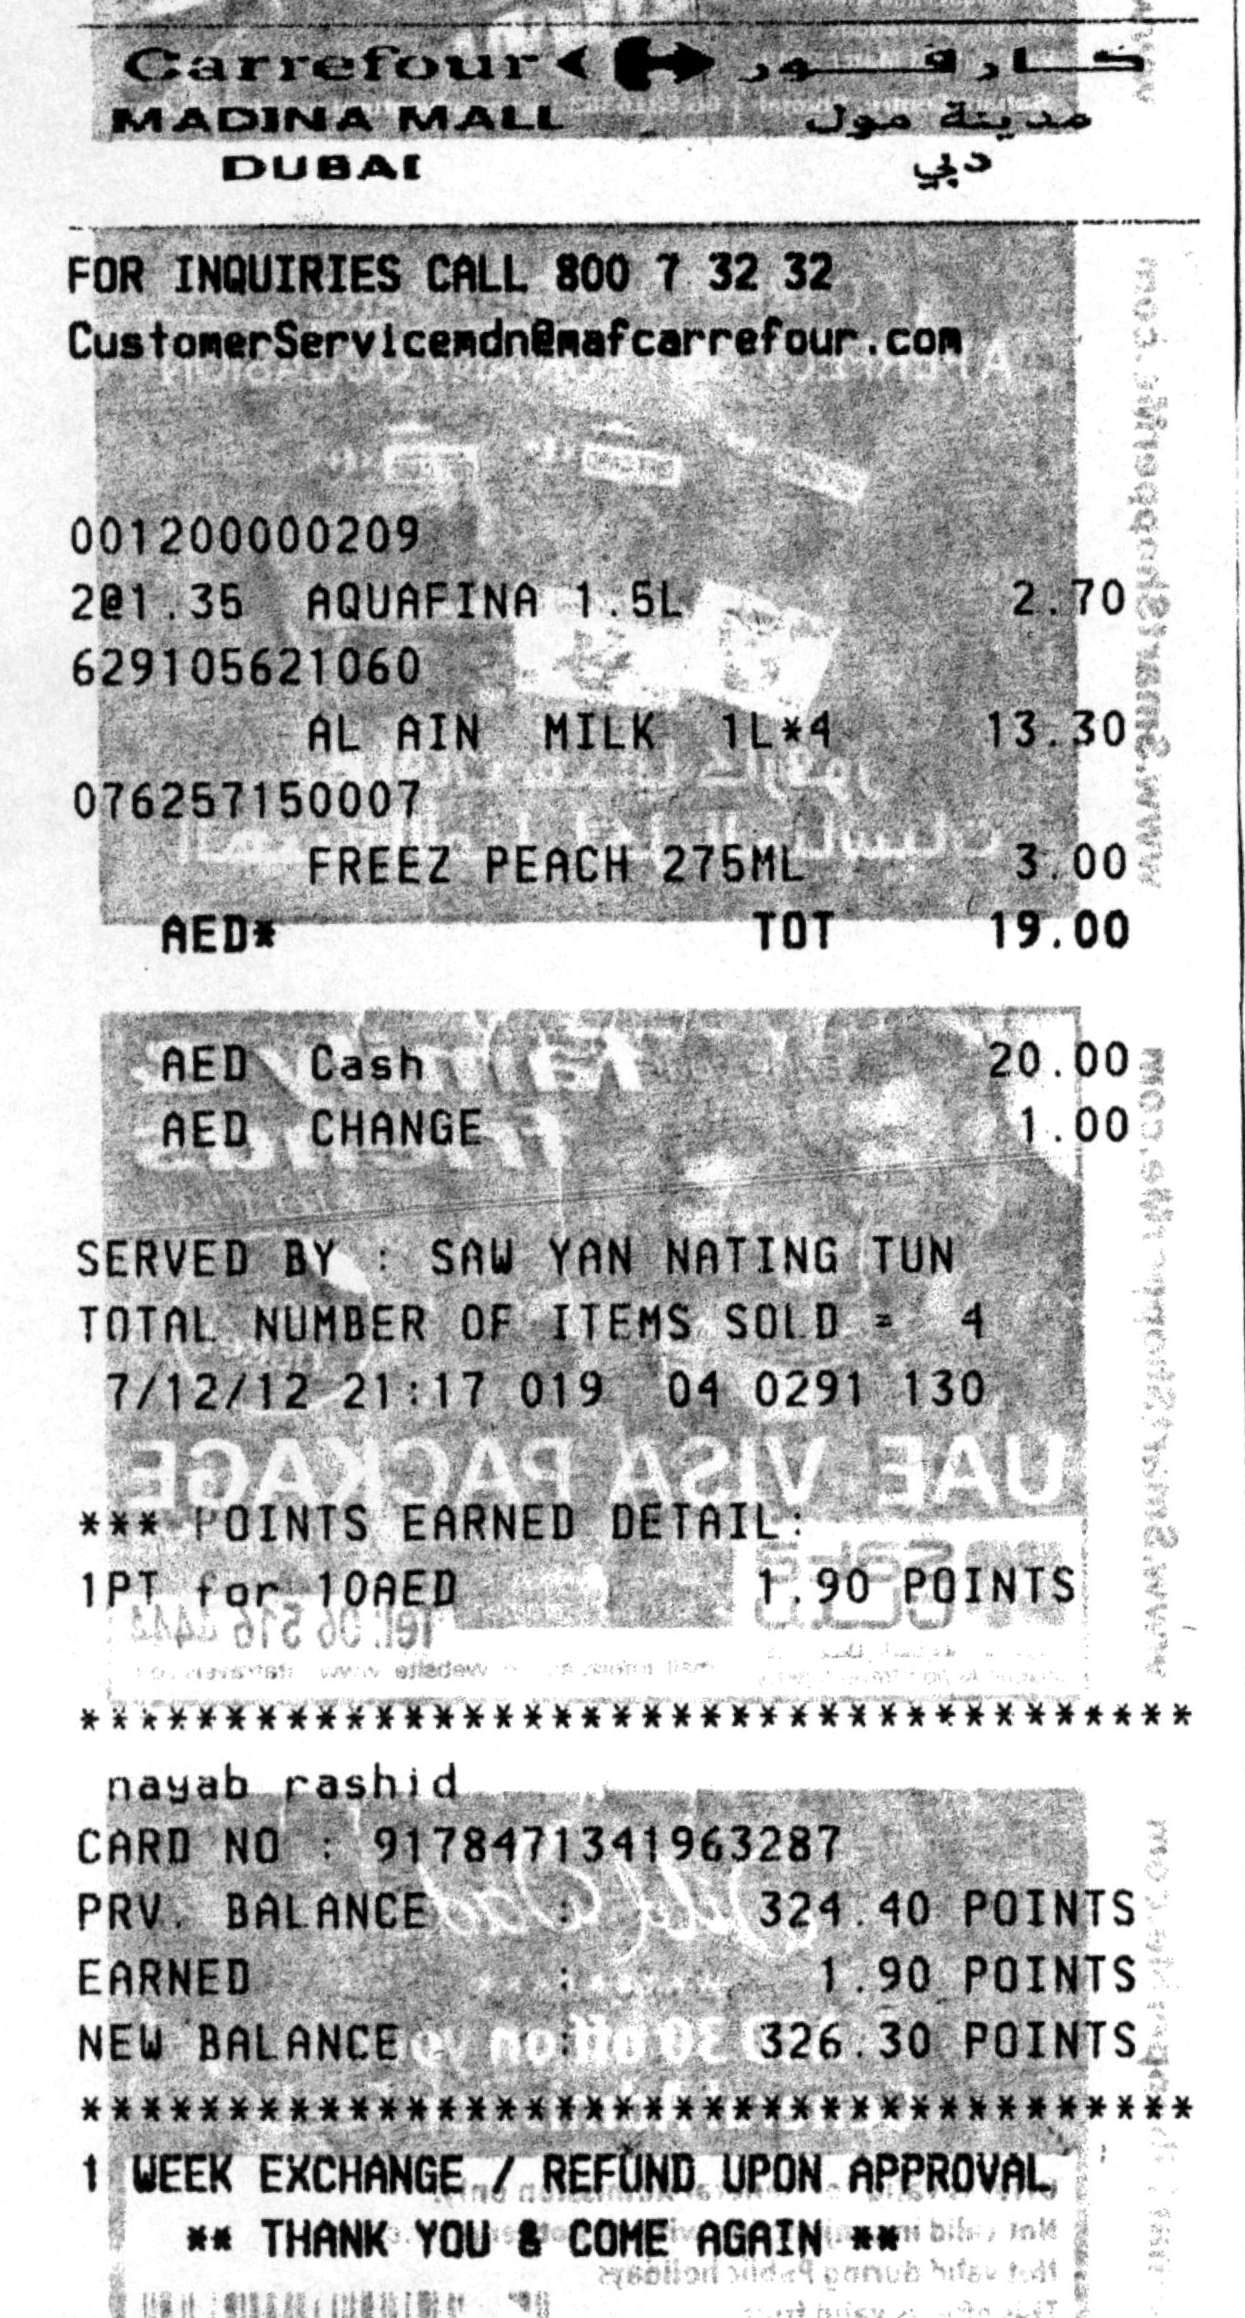 Carrefour كارفور
MADINA MALL مدينة مول
DUBAI دبي
FOR INQUIRIES CALL 800 7 32 32
CustomerServicemdn@mafcarrefour.com
001200000209
2@1.35 AQUAFINA 1.5L 2.70
629105621060
AL AIN MILK 1L*4 13.30
076257150007
FREEZ PEACH 275ML 3.00
AED* TOT 19.00
AED Cash 20.00
AED CHANGE 1.00
SERVED BY : SAW YAN NATING TUN
TOTAL NUMBER OF ITEMS SOLD = 4
7/12/12 21:17 019 04 0291 130
*** POINTS EARNED DETAIL:
1PT for 10AED 1.90 POINTS
**************************************
nayab rashid
CARD NO : 9178471341963287
PRV. BALANCE : 324.40 POINTS
EARNED : 1.90 POINTS
NEW BALANCE : 326.30 POINTS
**************************************
1 WEEK EXCHANGE / REFUND UPON APPROVAL
** THANK YOU & COME AGAIN **